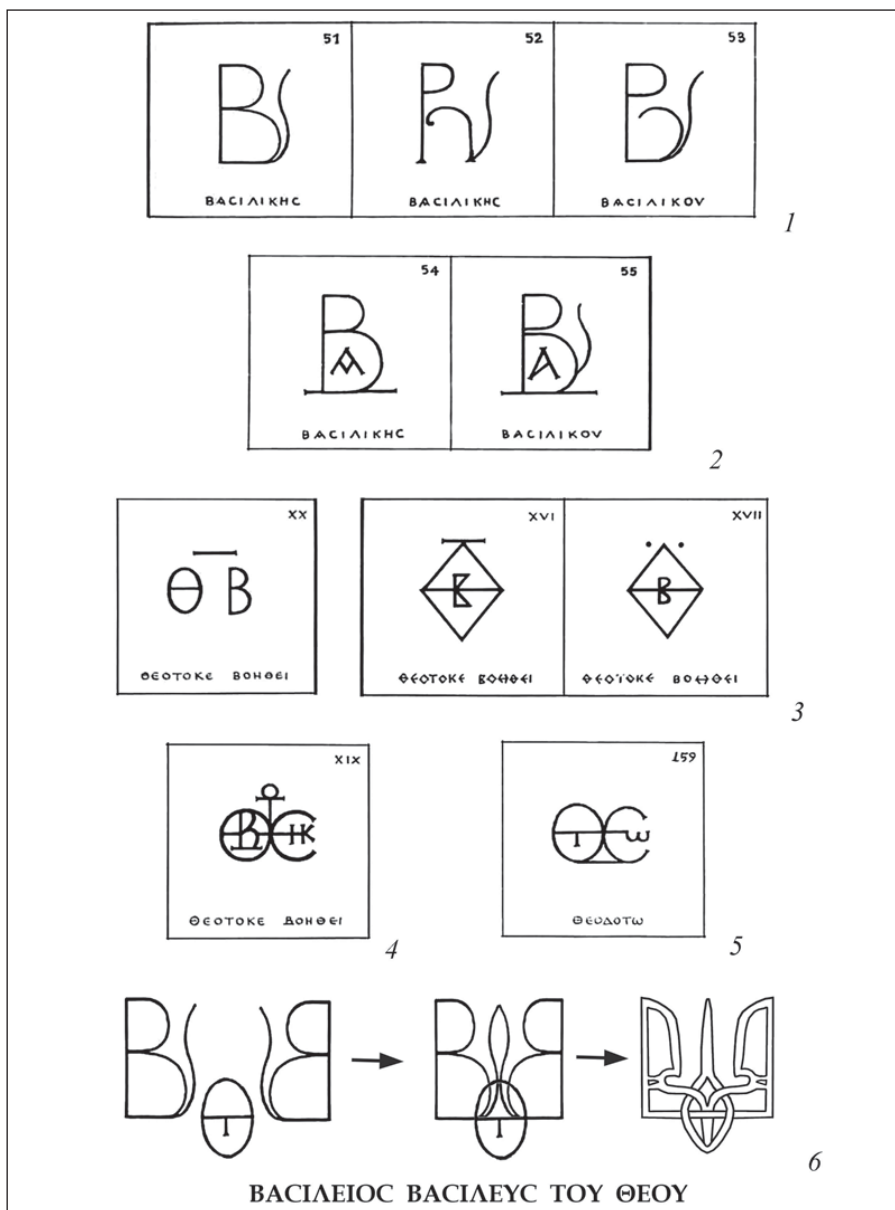 51 52 53
ΒΑCΙΛΙΚΗC ΒΑCΙΛΙΚΗC ΒΑCΙΛΙΚΟV
1
54 55
ΒΑCΙΛΙΚΗC ΒΑCΙΛΙΚΟV
2
XX XVI XVII
Θ Β Β Β
ΘΕΟΤΟΚΕ ΒΟΗΘΕΙ ΘΕΟΤΟΚΕ ΒΟΗΘΕΙ ΘΕΟΤΟΚΕ ΒΟΗΘΕΙ
3
XIX 159
ΘΕΟΤΟΚΕ ΒΟΗΘΕΙ ΘΕΟΔΟΤω
4 5
6
ΒΑCΙΛΕΙΟC ΒΑCΙΛΕΥC ΤΟΥ ΘΕΟΥ